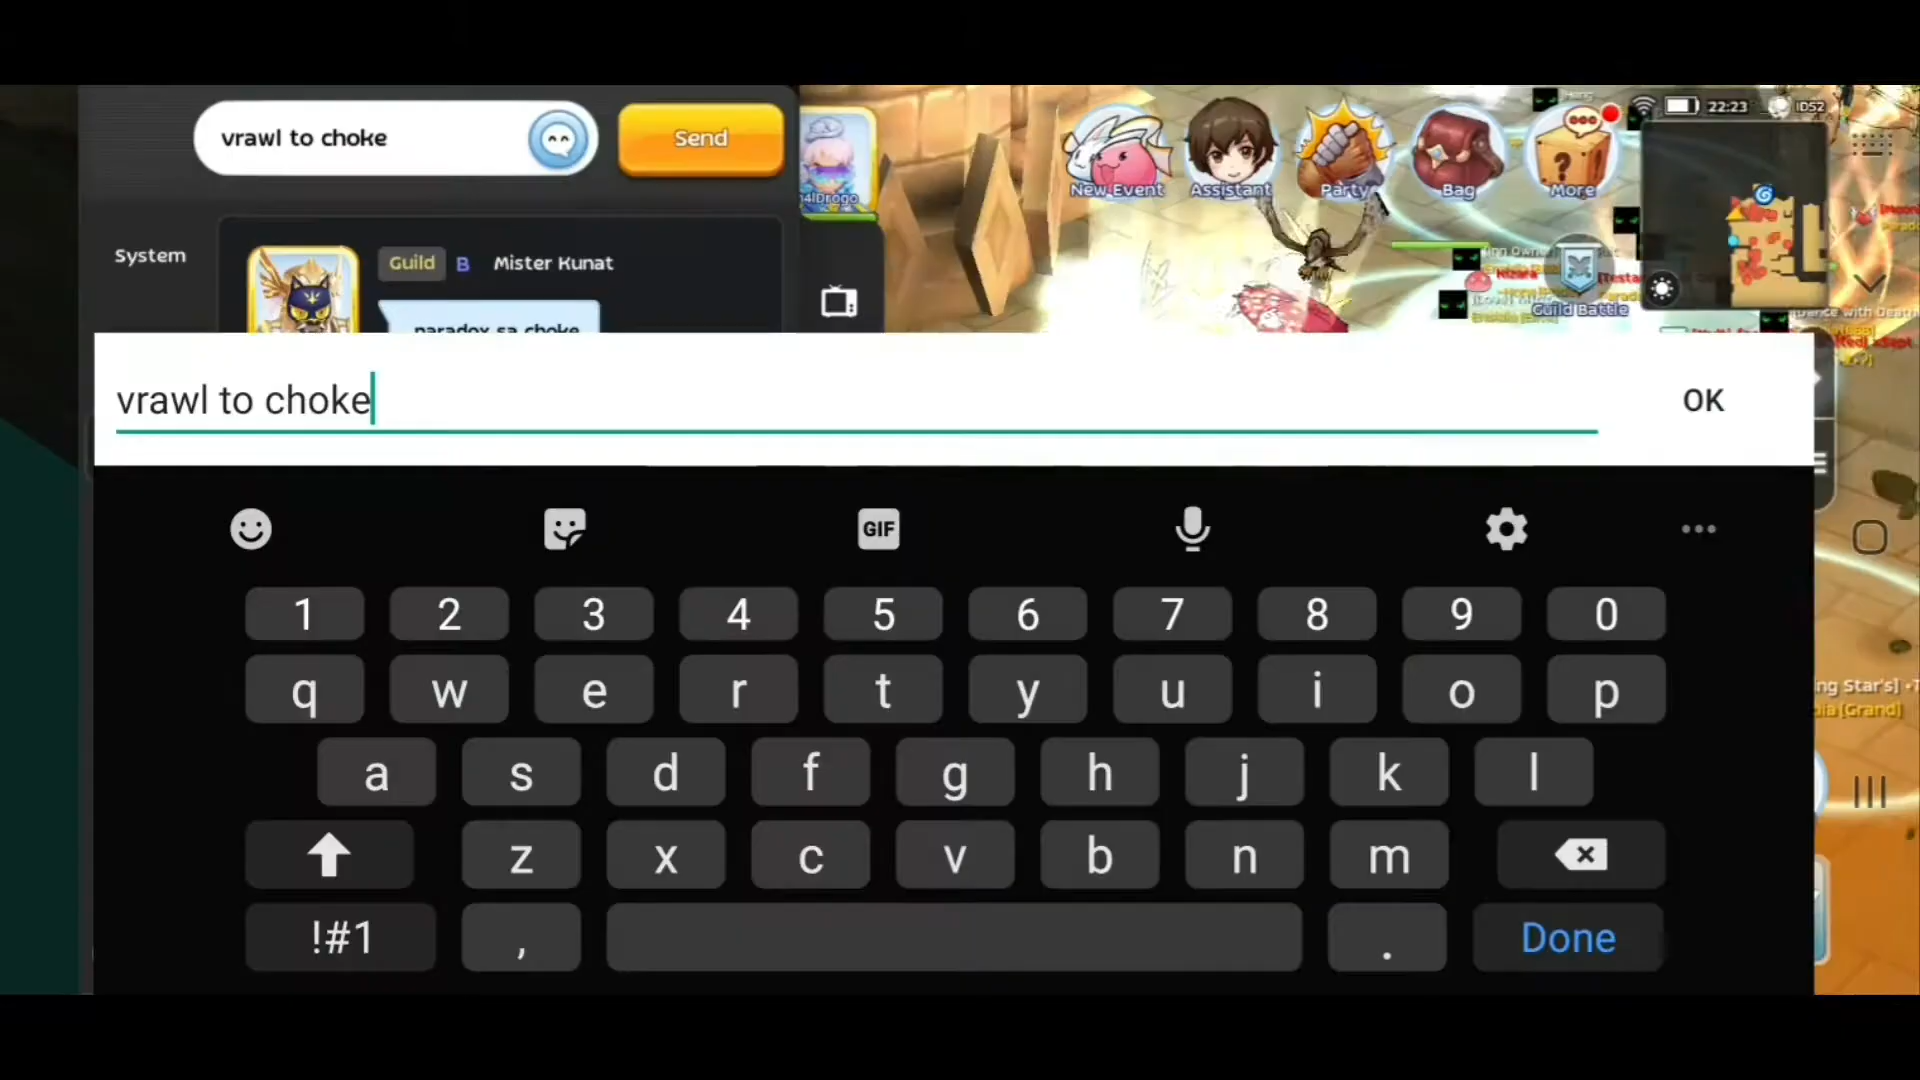 vrawl to choke
Send
22:23
New Event
Assistant
Party
Bag
More
System
Guild B Mister Kunat
paradox sa choke
Guild Battle
vrawl to choke
OK
GIF
1 2 3 4 5 6 7 8 9 0
q w e r t y u i o p
a s d f g h j k l
z x c v b n m
!#1 , . Done